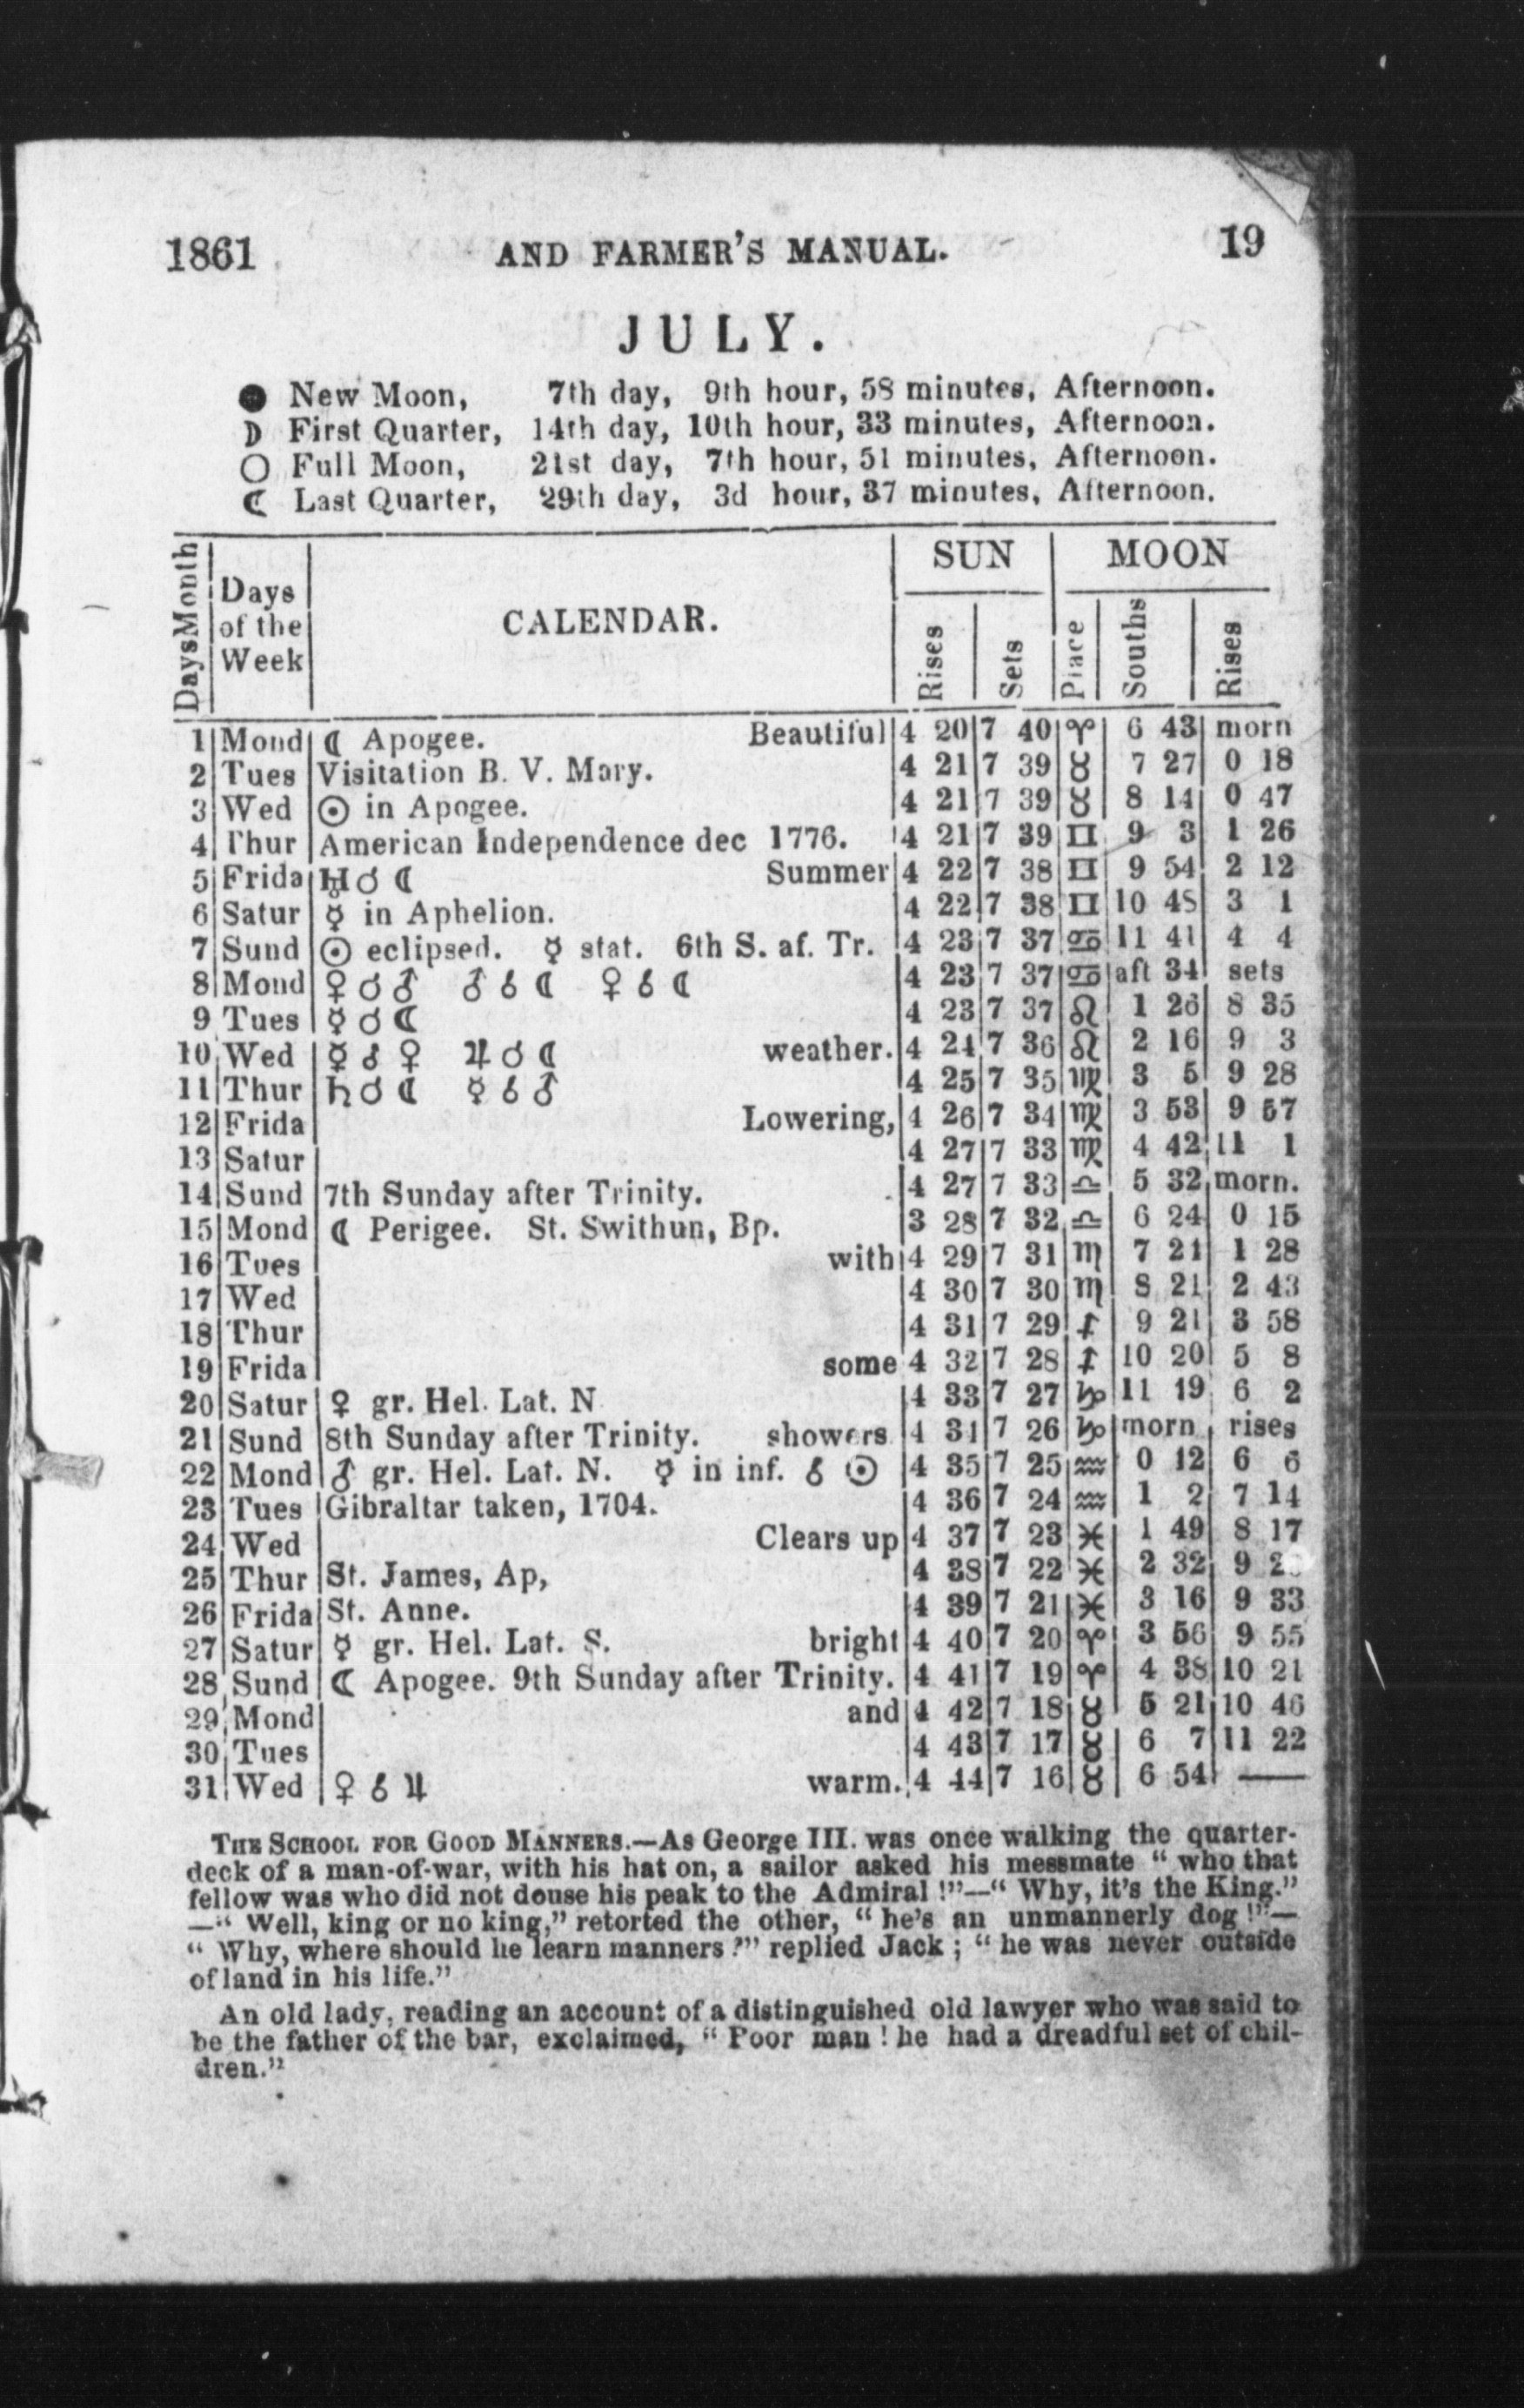 1861 AND FARMER'S MANUAL. 19
JULY.
● New Moon, 7th day, 9th hour, 58 minutes, Afternoon.
☽ First Quarter, 14th day, 10th hour, 33 minutes, Afternoon.
○ Full Moon, 21st day, 7th hour, 51 minutes, Afternoon.
☾ Last Quarter, 29th day, 3d hour, 37 minutes, Afternoon.
DaysMonth Days of the Week CALENDAR. SUN MOON
Rises Sets Place Souths Rises
1 Mond ☾ Apogee. Beautiful 4 20 7 40 ♈ 6 43 morn
2 Tues Visitation B. V. Mary. 4 21 7 39 ♉ 7 27 0 18
3 Wed ☉ in Apogee. 4 21 7 39 ♉ 8 14 0 47
4 Thur American Independence dec 1776. 4 21 7 39 ♊ 9 3 1 26
5 Frida ♅ ☌ ☾ Summer 4 22 7 38 ♊ 9 54 2 12
6 Satur ☿ in Aphelion. 4 22 7 38 ♊ 10 48 3 1
7 Sund ☉ eclipsed. ☿ stat. 6th S. af. Tr. 4 23 7 37 ♋ 11 41 4 4
8 Mond ♀ ☌ ♂ ♂ ☌ ☾ ♀ ☌ ☾ 4 23 7 37 ♋ aft 34 sets
9 Tues ☿ ☌ ☾ 4 23 7 37 ♌ 1 26 8 35
10 Wed ☿ ☌ ♀ ♃ ☌ ☾ weather. 4 24 7 36 ♌ 2 16 9 3
11 Thur ♄ ☌ ☾ ☿ ☌ ♂ 4 25 7 35 ♍ 3 5 9 28
12 Frida Lowering, 4 26 7 34 ♍ 3 53 9 57
13 Satur 4 27 7 33 ♍ 4 42 11 1
14 Sund 7th Sunday after Trinity. 4 27 7 33 ♎ 5 32 morn.
15 Mond ☾ Perigee. St. Swithun, Bp. 3 28 7 32 ♎ 6 24 0 15
16 Tues with 4 29 7 31 ♏ 7 21 1 28
17 Wed 4 30 7 30 ♏ 8 21 2 43
18 Thur 4 31 7 29 ♐ 9 21 3 58
19 Frida some 4 32 7 28 ♐ 10 20 5 8
20 Satur ♀ gr. Hel. Lat. N 4 33 7 27 ♑ 11 19 6 2
21 Sund 8th Sunday after Trinity. showers 4 34 7 26 ♑ morn rises
22 Mond ♂ gr. Hel. Lat. N. ☿ in inf. ☌ ☉ 4 35 7 25 ♒ 0 12 6 6
23 Tues Gibraltar taken, 1704. 4 36 7 24 ♒ 1 2 7 14
24 Wed Clears up 4 37 7 23 ♓ 1 49 8 17
25 Thur St. James, Ap, 4 38 7 22 ♓ 2 32 9
26 Frida St. Anne. 4 39 7 21 ♓ 3 16 9 33
27 Satur ☿ gr. Hel. Lat. S. bright 4 40 7 20 ♈ 3 56 9 55
28 Sund ☾ Apogee. 9th Sunday after Trinity. 4 41 7 19 ♈ 4 38 10 21
29 Mond and 4 42 7 18 ♉ 5 21 10 46
30 Tues 4 43 7 17 ♉ 6 7 11 22
31 Wed ♀ ☌ ♃ warm. 4 44 7 16 ♉ 6 54 —
THE SCHOOL FOR GOOD MANNERS.—As George III. was once walking the quarter-
deck of a man-of-war, with his hat on, a sailor asked his messmate "who that
fellow was who did not douse his peak to the Admiral!"—"Why, it's the King."
—"Well, king or no king," retorted the other, "he's an unmannerly dog!"—
"Why, where should he learn manners?" replied Jack; "he was never outside
of land in his life."
An old lady, reading an account of a distinguished old lawyer who was said to
be the father of the bar, exclaimed, "Poor man! he had a dreadful set of chil-
dren."